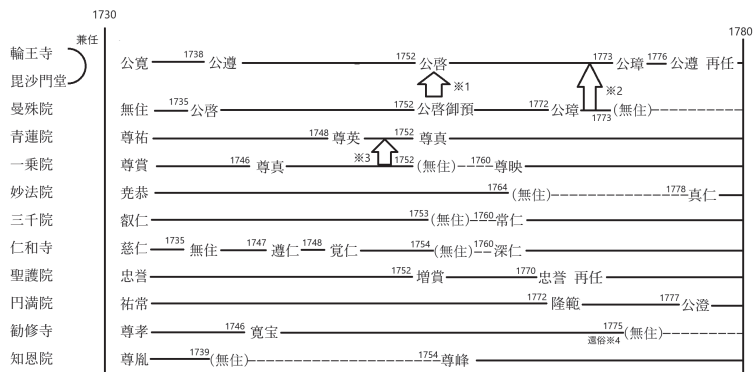 1730
1780
兼任
輪王寺
毘沙門堂
公寛 1738 公遵 1752 公啓 1773 公璋 1776 公遵 再任
※1
※2
曼殊院 無住 1735 公啓 1752 公啓御預 1772 公璋 1773 (無住)
青蓮院 尊祐 1748 尊英 1752 尊真
※3
一乗院 尊賞 1746 尊真 1752 (無住) 1760 尊映
妙法院 尭恭 1764 (無住) 1778 真仁
三千院 叡仁 1753 (無住) 1760 常仁
仁和寺 慈仁 1735 無住 1747 遵仁 1748 覚仁 1754 (無住) 1760 深仁
聖護院 忠誉 1752 増賞 1770 忠誉 再任
円満院 祐常 1772 隆範 1777 公澄
勧修寺 尊孝 1746 寛宝 1775 (無住)
還俗※4
知恩院 尊胤 1739 (無住) 1754 尊峰